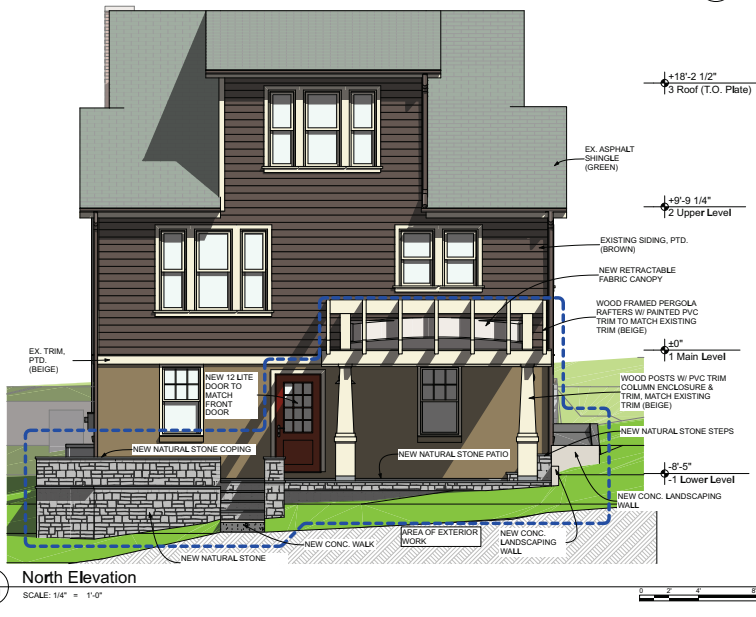 +18'-2 1/2"
3 Roof (T.O. Plate)
EX. ASPHALT
SHINGLE
(GREEN)
+9'-9 1/4"
2 Upper Level
EXISTING SIDING, PTD.
(BROWN)
NEW RETRACTABLE
FABRIC CANOPY
WOOD FRAMED PERGOLA
RAFTERS W/ PAINTED PVC
TRIM TO MATCH EXISTING
TRIM (BEIGE)
±0"
1 Main Level
EX. TRIM,
PTD.
(BEIGE)
NEW 12 LITE
DOOR TO
MATCH
FRONT
DOOR
WOOD POSTS W/ PVC TRIM
COLUMN ENCLOSURE &
TRIM, MATCH EXISTING
TRIM (BEIGE)
NEW NATURAL STONE STEPS
NEW NATURAL STONE COPING
NEW NATURAL STONE PATIO
-8'-5"
-1 Lower Level
NEW CONC. LANDSCAPING
WALL
AREA OF EXTERIOR
WORK
NEW CONC.
LANDSCAPING
WALL
NEW CONC. WALK
NEW NATURAL STONE
North Elevation
SCALE: 1/4" = 1'-0"
0 2' 4' 8'